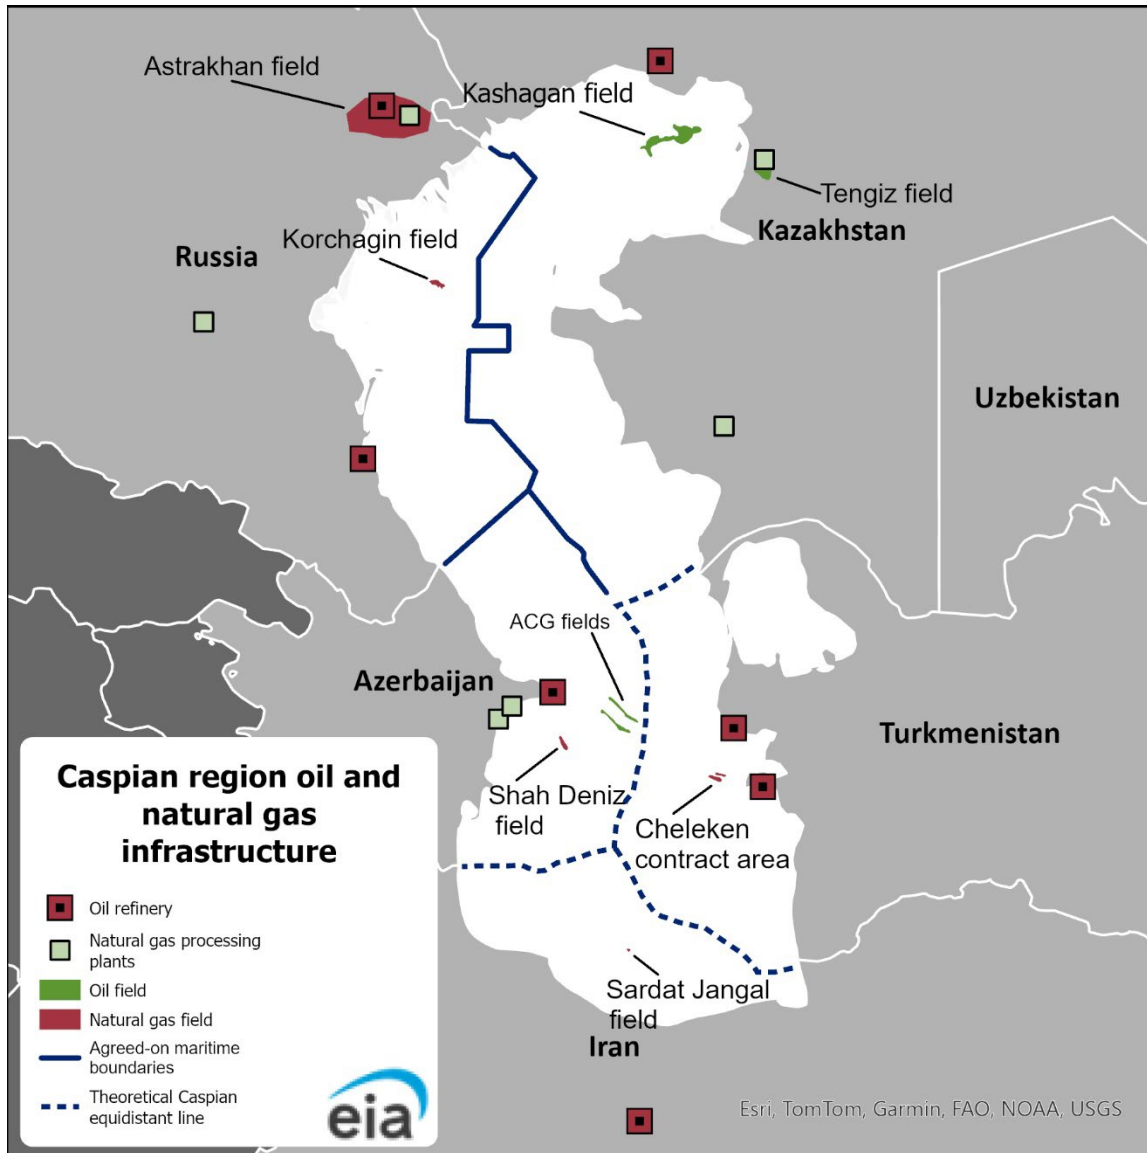 Astrakhan field
Kashagan field
Tengiz field
Kazakhstan
Korchagin field
Russia
Uzbekistan
ACG fields
Azerbaijan
Turkmenistan
Shah Deniz
field
Cheleken
contract area
Sardat Jangal
field
Iran
Caspian region oil and
natural gas
infrastructure
Oil refinery
Natural gas processing
plants
Oil field
Natural gas field
Agreed-on maritime
boundaries
Theoretical Caspian
equidistant line
eia
Esri, TomTom, Garmin, FAO, NOAA, USGS